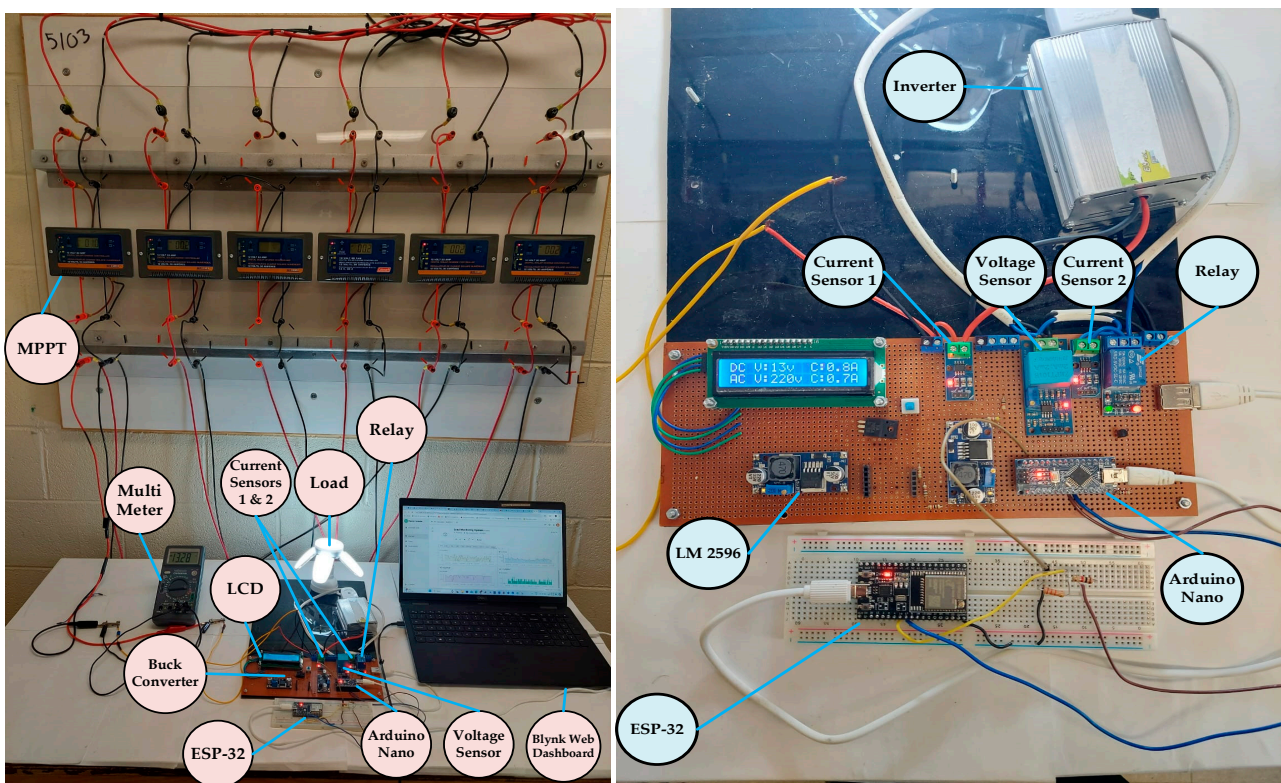 5103
MPPT
Multi
Meter
LCD
Current
Sensors
1 & 2
Load
Relay
Buck
Converter
ESP-32
Arduino
Nano
Voltage
Sensor
Blynk Web
Dashboard
1328
Inverter
Current
Sensor 1
Voltage
Sensor
Current
Sensor 2
Relay
DC V:13v C:0.8A
AC V:220v C:0.7A
LM 2596
Arduino
Nano
ESP-32